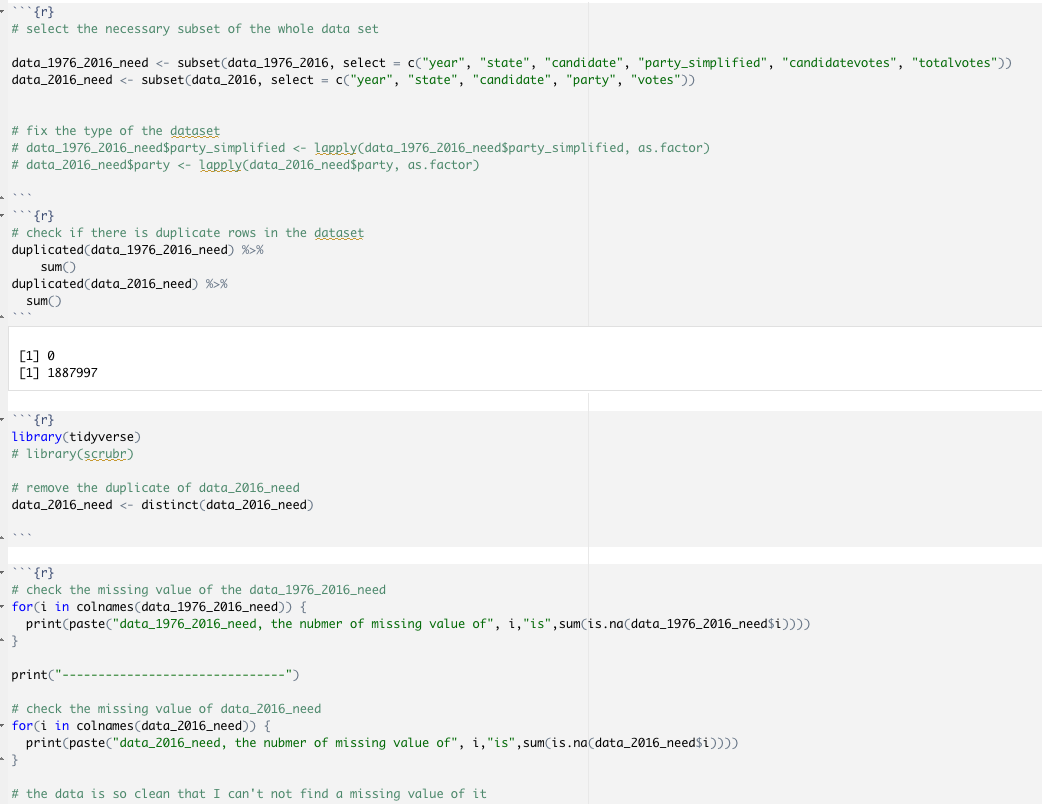 ```{r}
# select the necessary subset of the whole data set
data_1976_2016_need <- subset(data_1976_2016, select = c("year", "state", "candidate", "party_simplified", "candidatevotes", "totalvotes"))
data_2016_need <- subset(data_2016, select = c("year", "state", "candidate", "party", "votes"))
# fix the type of the dataset
# data_1976_2016_need$party_simplified <- lapply(data_1976_2016_need$party_simplified, as.factor)
# data_2016_need$party <- lapply(data_2016_need$party, as.factor)
```
```{r}
# check if there is duplicate rows in the dataset
duplicated(data_1976_2016_need) %>%
    sum()
duplicated(data_2016_need) %>%
  sum()
```
[1] 0
[1] 1887997
```{r}
library(tidyverse)
# library(scrubr)
# remove the duplicate of data_2016_need
data_2016_need <- distinct(data_2016_need)
```
```{r}
# check the missing value of the data_1976_2016_need
for(i in colnames(data_1976_2016_need)) {
  print(paste("data_1976_2016_need, the nubmer of missing value of", i,"is",sum(is.na(data_1976_2016_need$i))))
}
print("-------------------------------")
# check the missing value of data_2016_need
for(i in colnames(data_2016_need)) {
  print(paste("data_2016_need, the nubmer of missing value of", i,"is",sum(is.na(data_2016_need$i))))
}
# the data is so clean that I can't not find a missing value of it